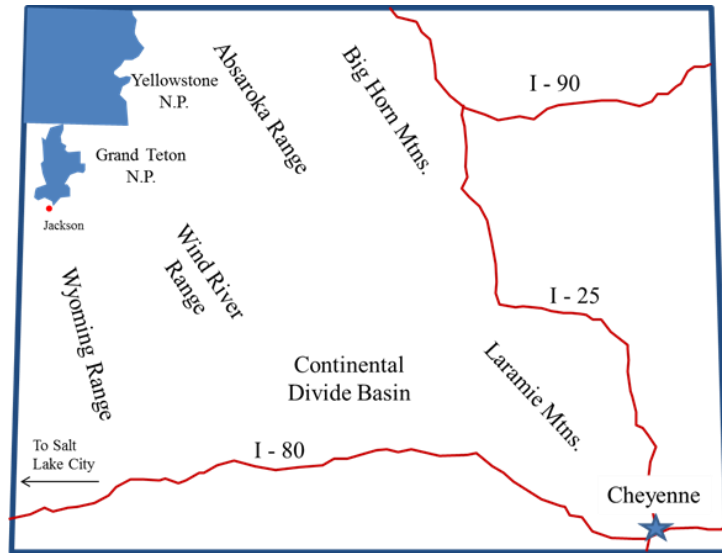 Yellowstone
N.P.
Absaroka Range
Big Horn Mtns.
I - 90
Grand Teton
N.P.
Jackson
Wind River
Range
Wyoming Range
I - 25
Continental
Divide Basin
Laramie Mtns.
To Salt
Lake City
I - 80
Cheyenne